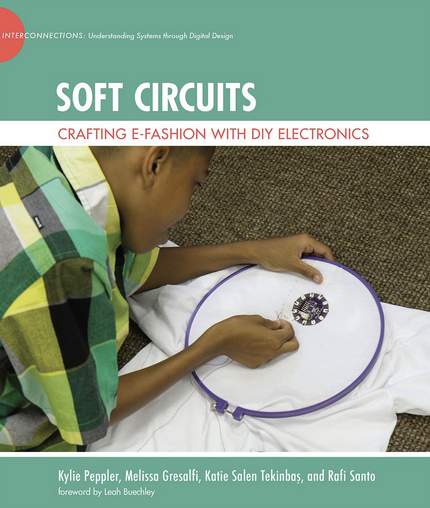 INTERCONNECTIONS: Understanding Systems through Digital Design
SOFT CIRCUITS
CRAFTING E-FASHION WITH DIY ELECTRONICS
Kylie Peppler, Melissa Gresalfi, Katie Salen Tekinbaş, and Rafi Santo
foreword by Leah Buechley